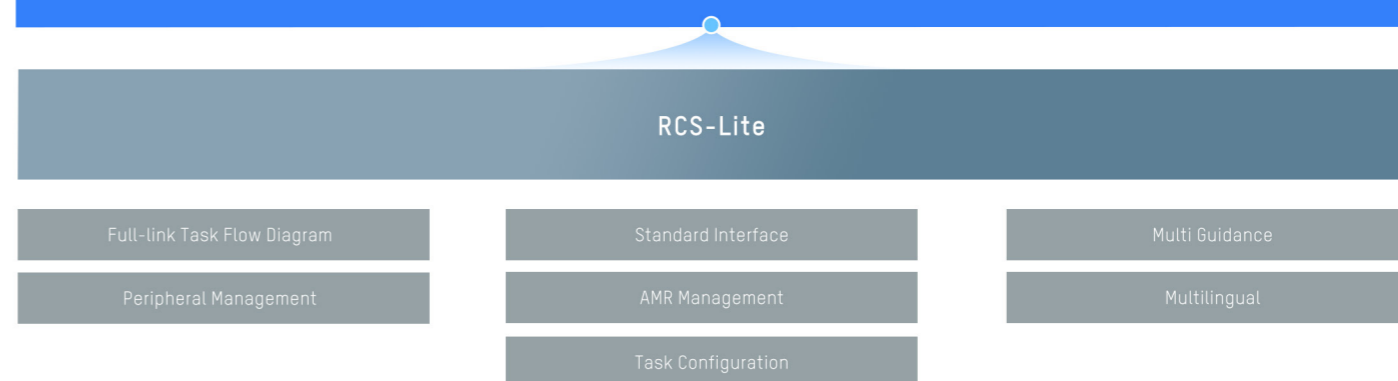 RCS-Lite
Full-link Task Flow Diagram
Standard Interface
Multi Guidance
Peripheral Management
AMR Management
Multilingual
Task Configuration